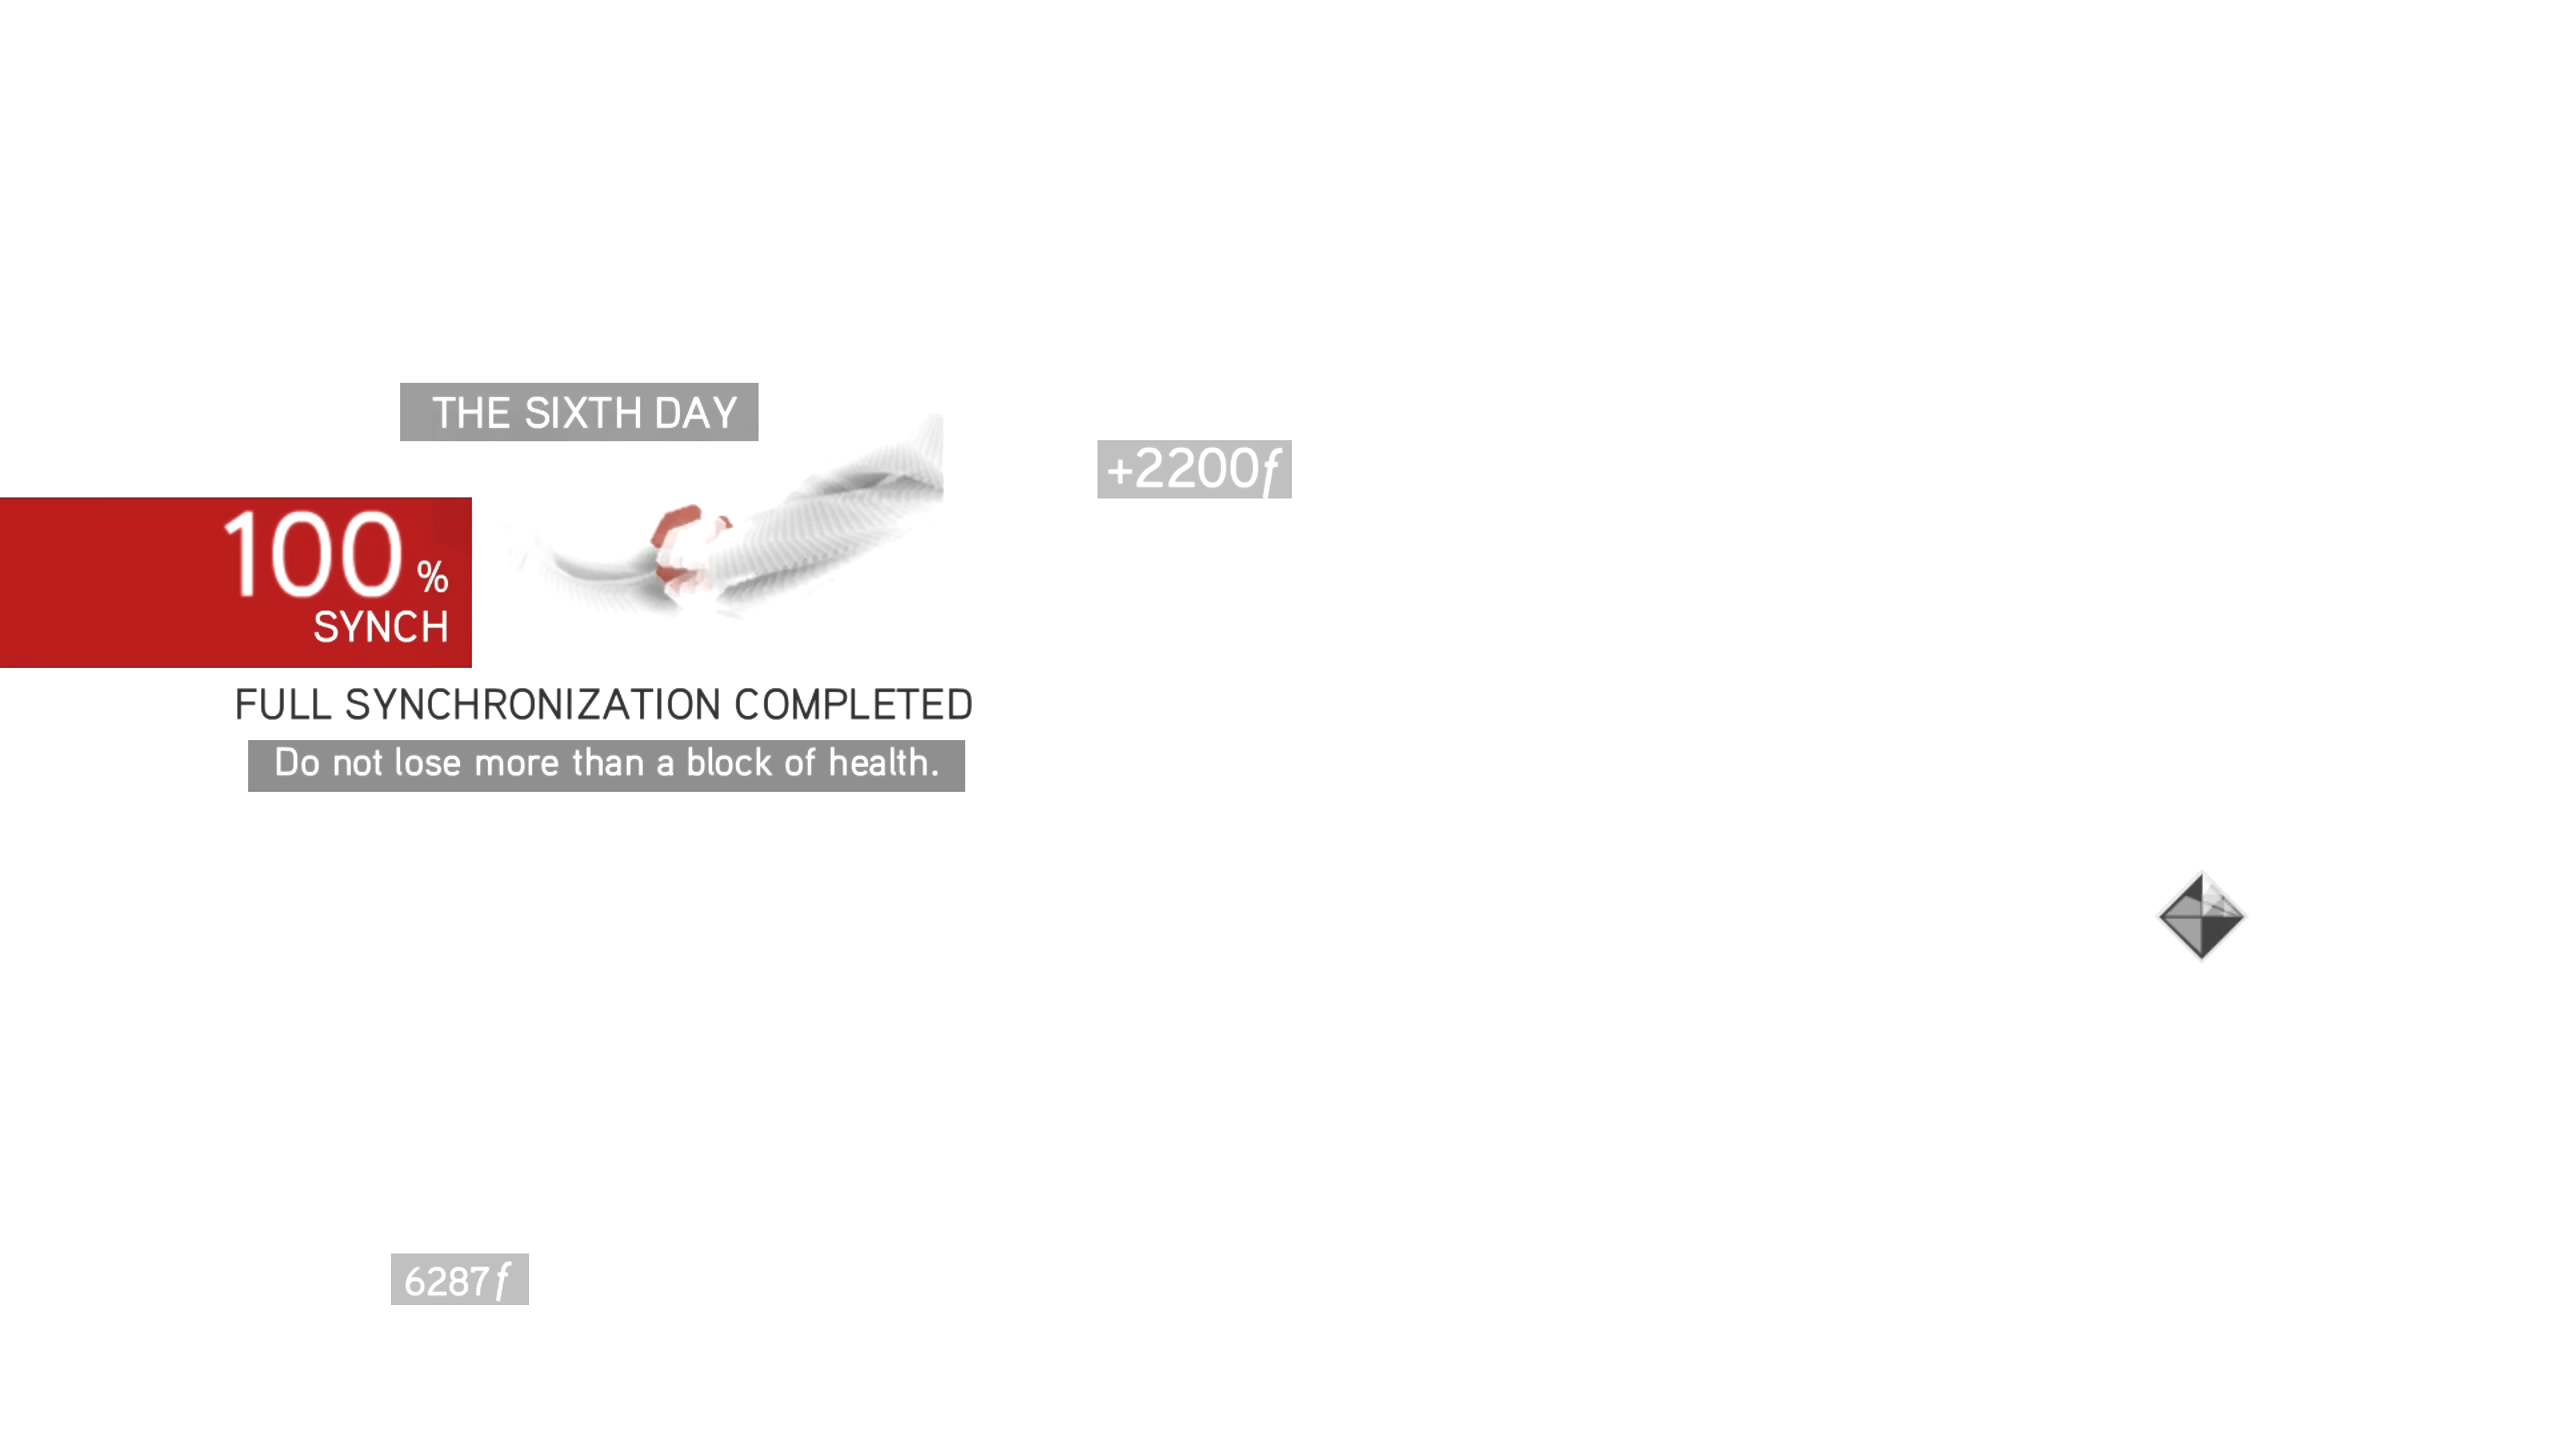 THE SIXTH DAY
+2200ƒ
100 %
SYNCH
FULL SYNCHRONIZATION COMPLETED
Do not lose more than a block of health.
6287ƒ